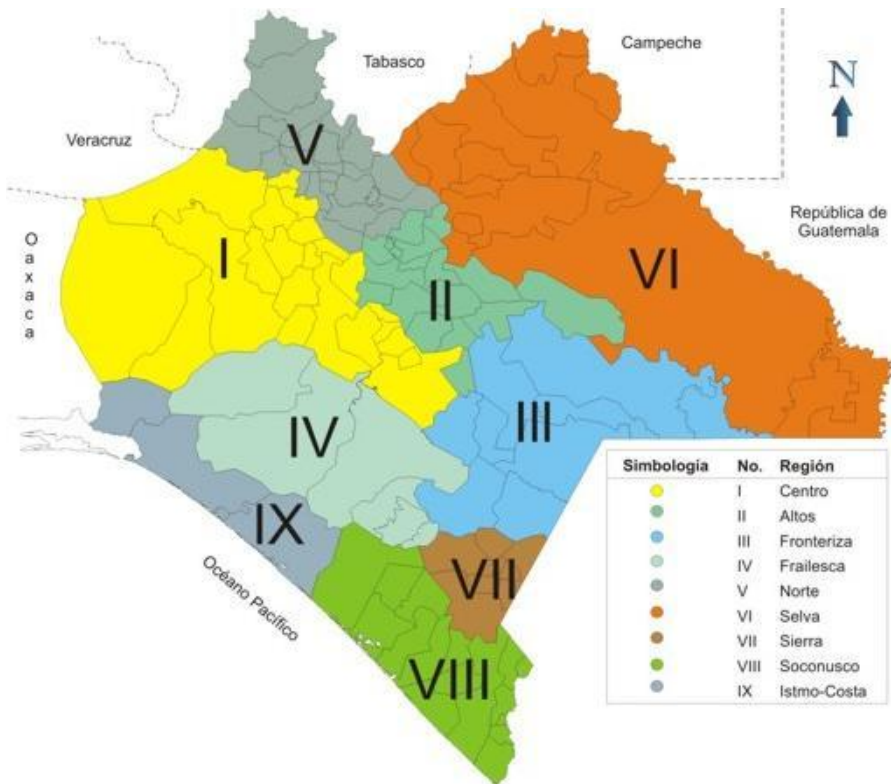 Campeche
Tabasco
N
Veracruz
V
República de
Guatemala
Oaxaca
I
VI
II
III
IV
IX
Océano Pacífico
VII
VIII
Simbología No. Región
I Centro
II Altos
III Fronteriza
IV Frailesca
V Norte
VI Selva
VII Sierra
VIII Soconusco
IX Istmo-Costa